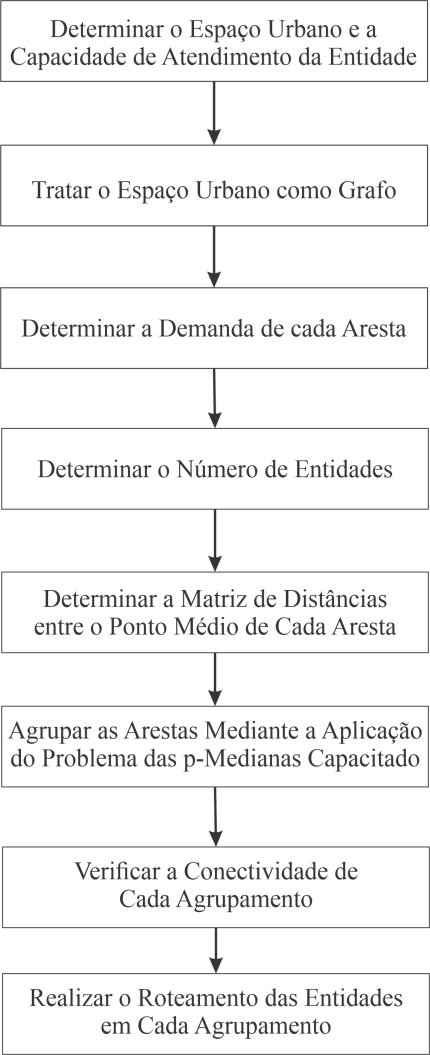 Determinar o Espaço Urbano e a
Capacidade de Atendimento da Entidade
Tratar o Espaço Urbano como Grafo
Determinar a Demanda de cada Aresta
Determinar o Número de Entidades
Determinar a Matriz de Distâncias
entre o Ponto Médio de Cada Aresta
Agrupar as Arestas Mediante a Aplicação
do Problema das p-Medianas Capacitado
Verificar a Conectividade de
Cada Agrupamento
Realizar o Roteamento das Entidades
em Cada Agrupamento